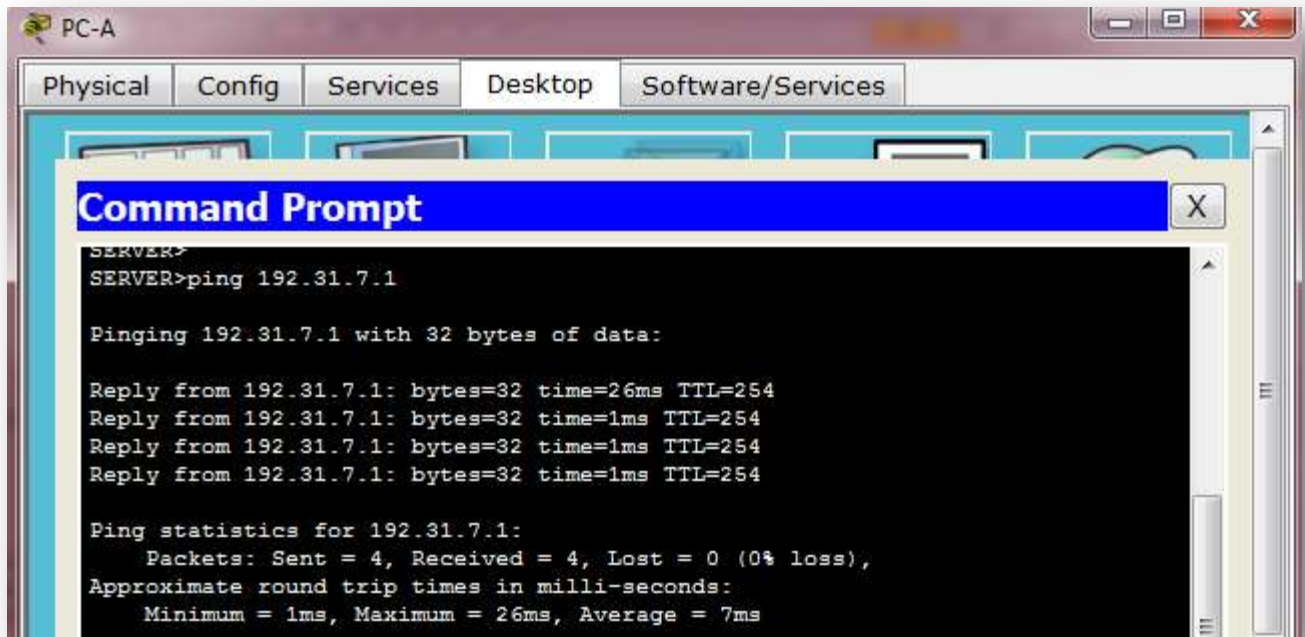 PC-A
Physical Config Services Desktop Software/Services
Command Prompt X
SERVER>
SERVER>ping 192.31.7.1
Pinging 192.31.7.1 with 32 bytes of data:
Reply from 192.31.7.1: bytes=32 time=26ms TTL=254
Reply from 192.31.7.1: bytes=32 time=1ms TTL=254
Reply from 192.31.7.1: bytes=32 time=1ms TTL=254
Reply from 192.31.7.1: bytes=32 time=1ms TTL=254
Ping statistics for 192.31.7.1:
Packets: Sent = 4, Received = 4, Lost = 0 (0% loss),
Approximate round trip times in milli-seconds:
Minimum = 1ms, Maximum = 26ms, Average = 7ms